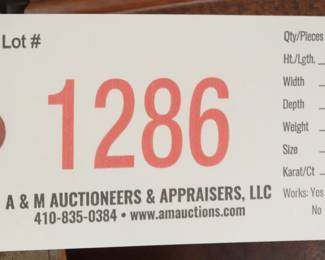 Lot #
1286
A & M AUCTIONEERS & APPRAISERS, LLC
410-835-0384 • www.amauctions.com
Qty/Pieces
Ht./Lgth.
Width
Depth
Weight
Size
Karat/Ct
Works: Yes
No